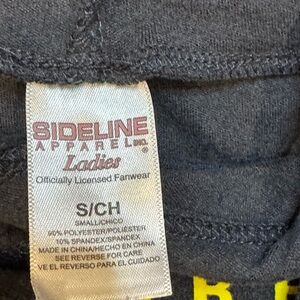 SIDELINE
APPAREL INC.
®
Ladies
Officially Licensed Fanwear
S/CH
SMALL/CHICO
90% POLYESTER/POLIESTER
10% SPANDEX/SPANDEX
MADE IN CHINA/HECHO EN CHINA
SEE REVERSE FOR CARE
VE EL REVERSO PARA EL CUIDADO